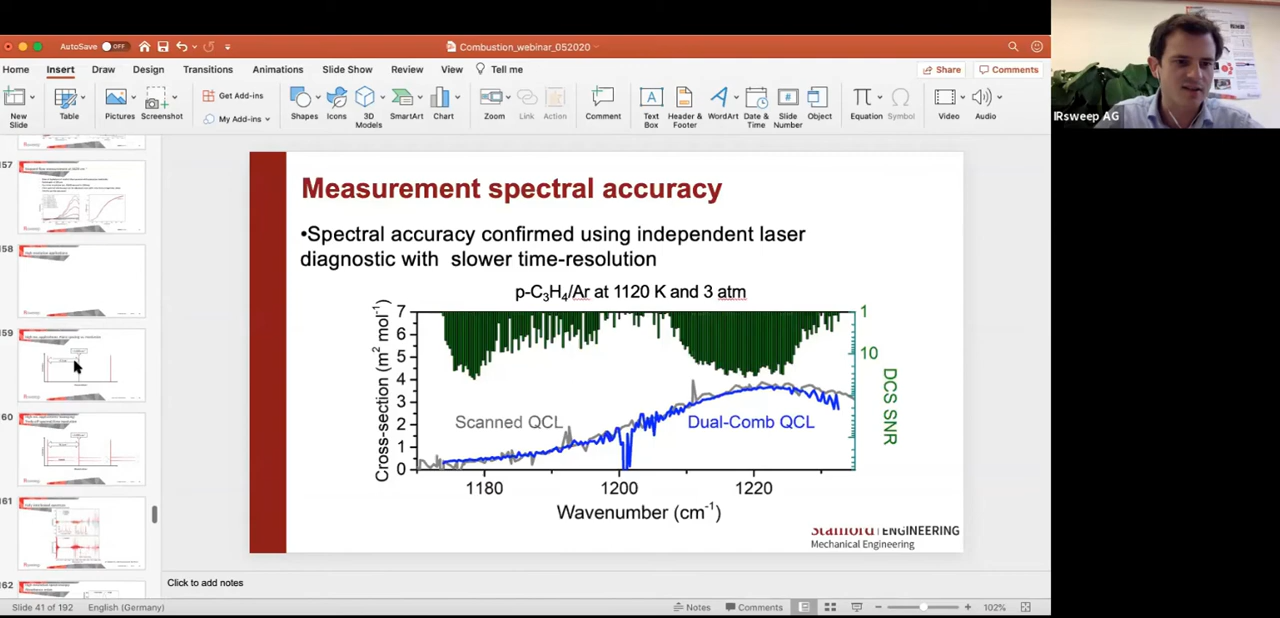 AutoSave OFF
Combustion_webinar_052020
Home Insert Draw Design Transitions Animations Slide Show Review View Tell me
Share Comments
New Slide
Table
Pictures
Screenshot
Get Add-ins
My Add-ins
Shapes
Icons
3D Models
SmartArt
Chart
Zoom
Link
Action
Comment
Text Box
Header & Footer
WordArt
Date & Time
Slide Number
Object
Equation
Symbol
Video
Audio
IRsweep AG
157
158
159
160
161
162
Measurement spectral accuracy
•Spectral accuracy confirmed using independent laser
diagnostic with slower time-resolution
p-C3H4/Ar at 1120 K and 3 atm
Cross-section (m² mol⁻¹)
7
6
5
4
3
2
1
0
1
10
DCS SNR
Scanned QCL
Dual-Comb QCL
1180 1200 1220
Wavenumber (cm⁻¹)
Stanford ENGINEERING
Mechanical Engineering
Click to add notes
Slide 41 of 192 English (Germany)
Notes Comments 102%